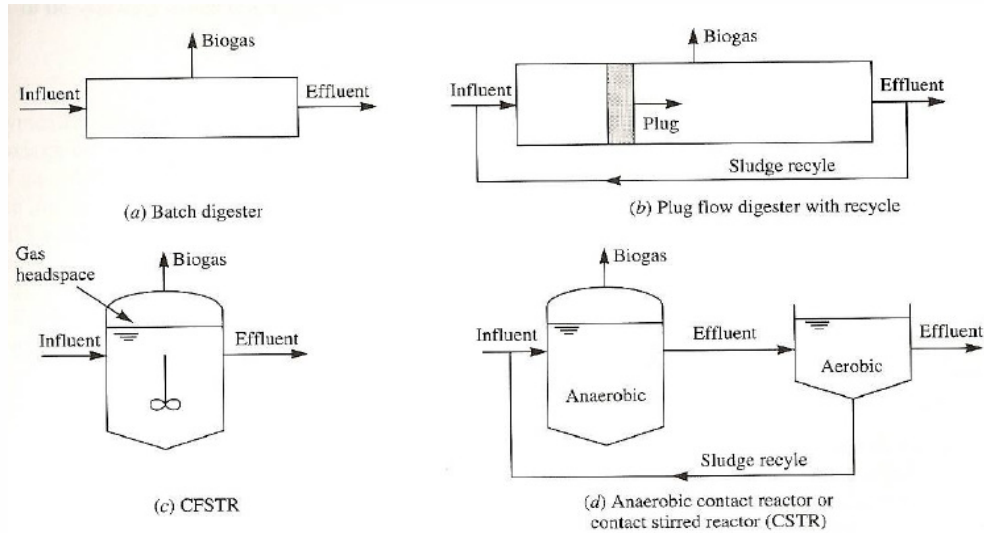 Biogas
Influent
Effluent
(a) Batch digester
Biogas
Influent
Effluent
Plug
Sludge recyle
(b) Plug flow digester with recycle
Gas
headspace
Biogas
Influent
Effluent
(c) CFSTR
Biogas
Influent
Effluent
Effluent
Anaerobic
Aerobic
Sludge recyle
(d) Anaerobic contact reactor or
contact stirred reactor (CSTR)